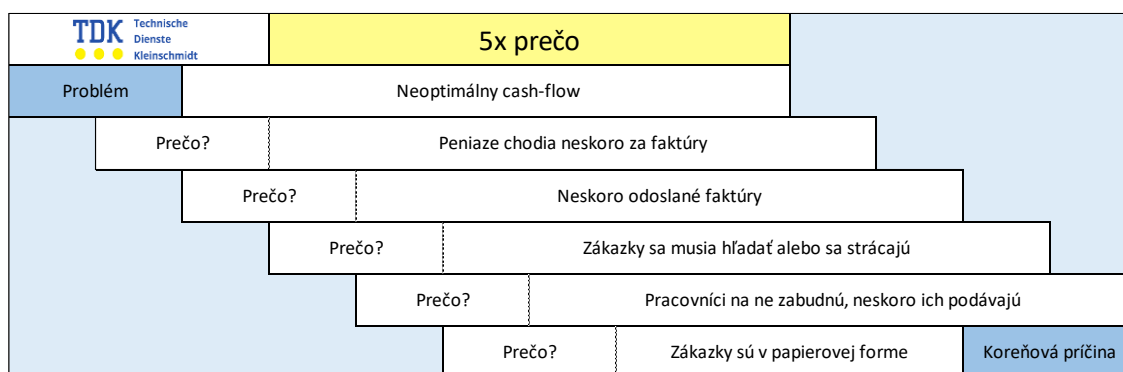 TDK Technische
Dienste
Kleinschmidt
5x prečo
Problém Neoptimálny cash-flow
Prečo? Peniaze chodia neskoro za faktúry
Prečo? Neskoro odoslané faktúry
Prečo? Zákazky sa musia hľadať alebo sa strácajú
Prečo? Pracovníci na ne zabudnú, neskoro ich podávajú
Prečo? Zákazky sú v papierovej forme Koreňová príčina